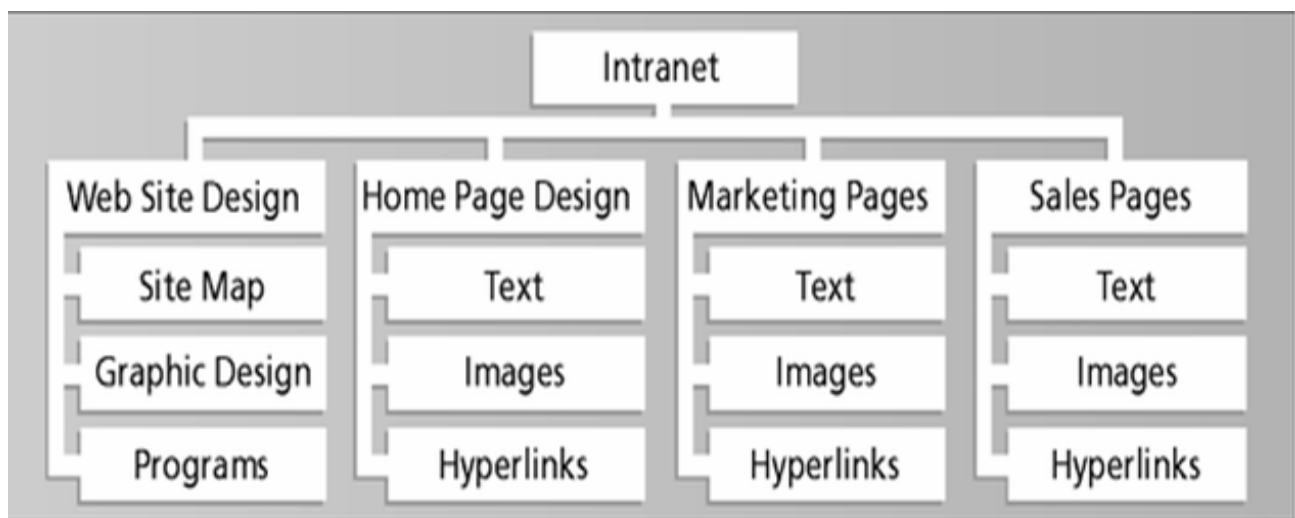 Intranet
Web Site Design
Site Map
Graphic Design
Programs
Home Page Design
Text
Images
Hyperlinks
Marketing Pages
Text
Images
Hyperlinks
Sales Pages
Text
Images
Hyperlinks